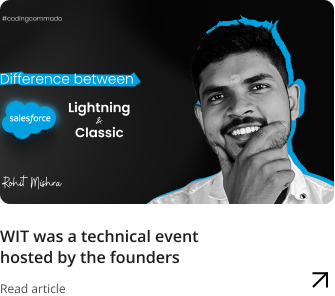 #codingcommado
Difference between
salesforce
Lightning
&
Classic
Rohit Mishra
WIT was a technical event
hosted by the founders
Read article